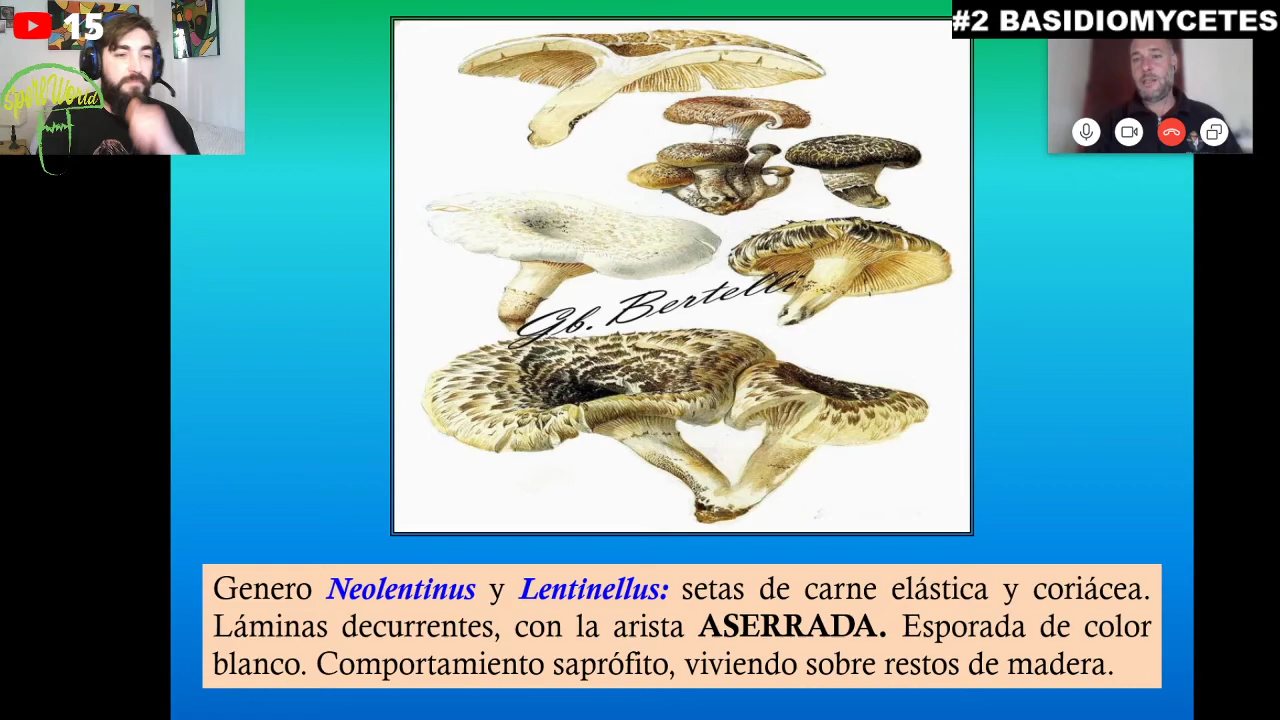 15
#2 BASIDIOMYCETES
SporeWorld
Gb. Bertelli
Genero Neolentinus y Lentinellus: setas de carne elástica y coriácea.
Láminas decurrentes, con la arista ASERRADA. Esporada de color
blanco. Comportamiento saprófito, viviendo sobre restos de madera.